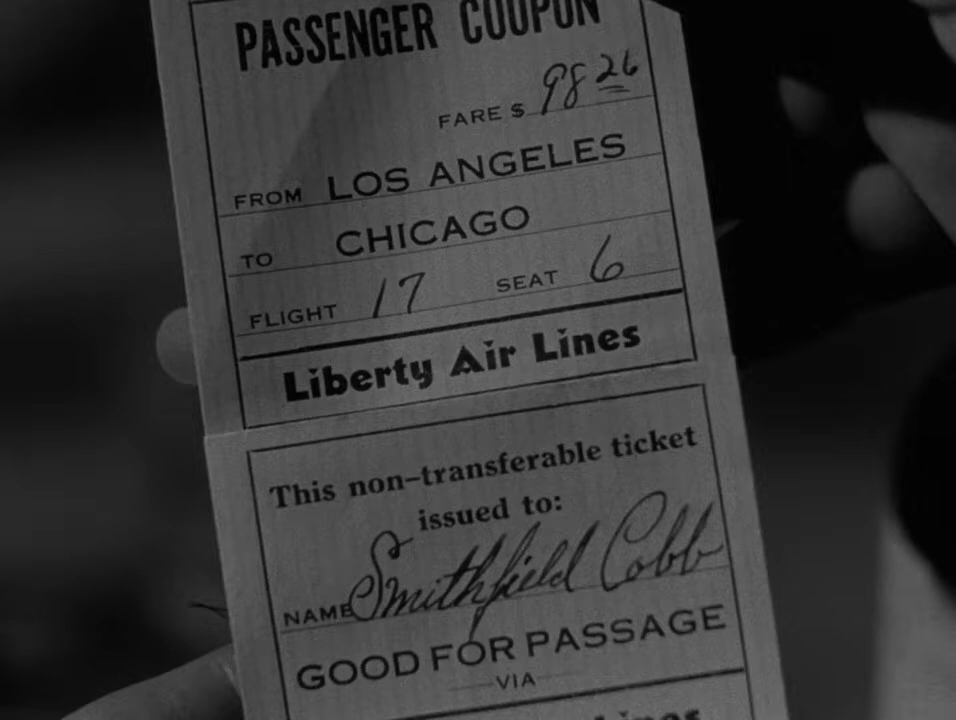 PASSENGER COUPON
FARE $ 98 26
FROM LOS ANGELES
TO CHICAGO
FLIGHT 17 SEAT 6
Liberty Air Lines
This non-transferable ticket
issued to:
NAME Smithfield Cobb
GOOD FOR PASSAGE
VIA
Lines